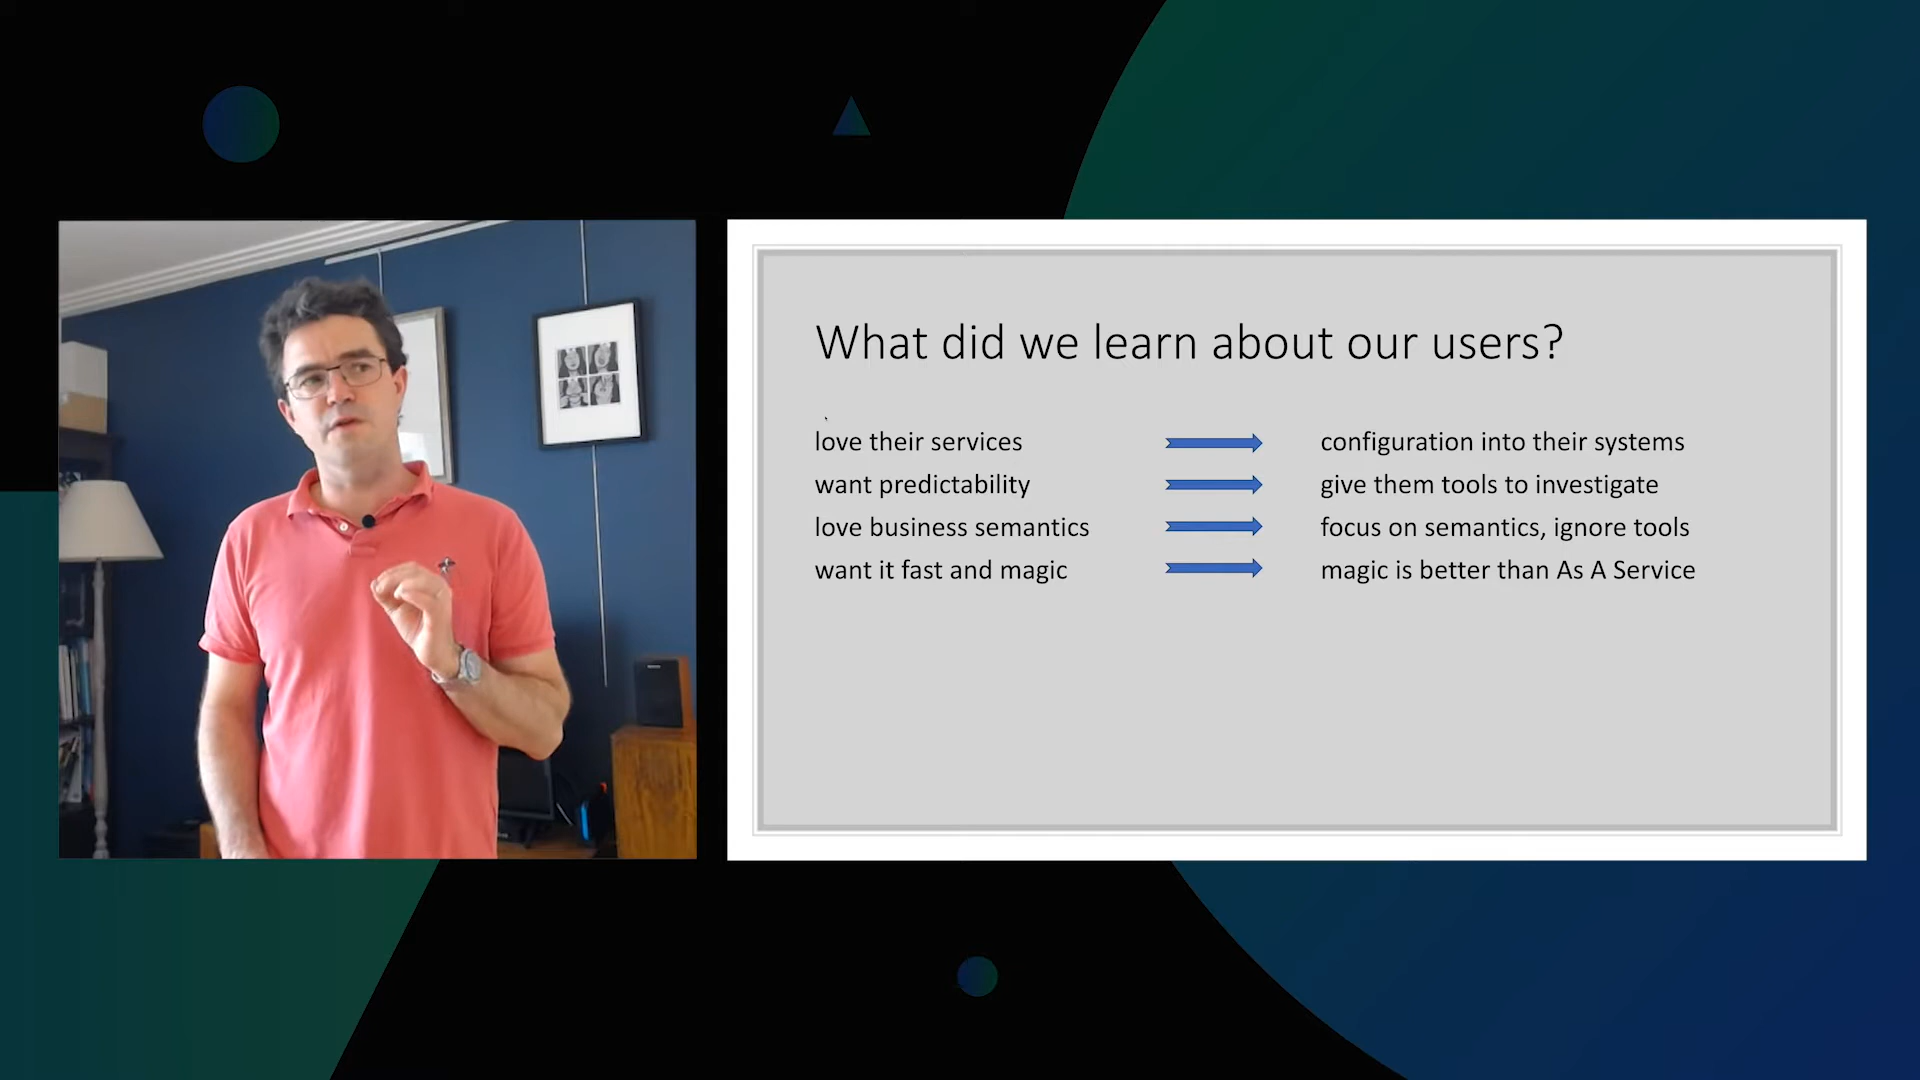 What did we learn about our users?
love their services
configuration into their systems
want predictability
give them tools to investigate
love business semantics
focus on semantics, ignore tools
want it fast and magic
magic is better than As A Service